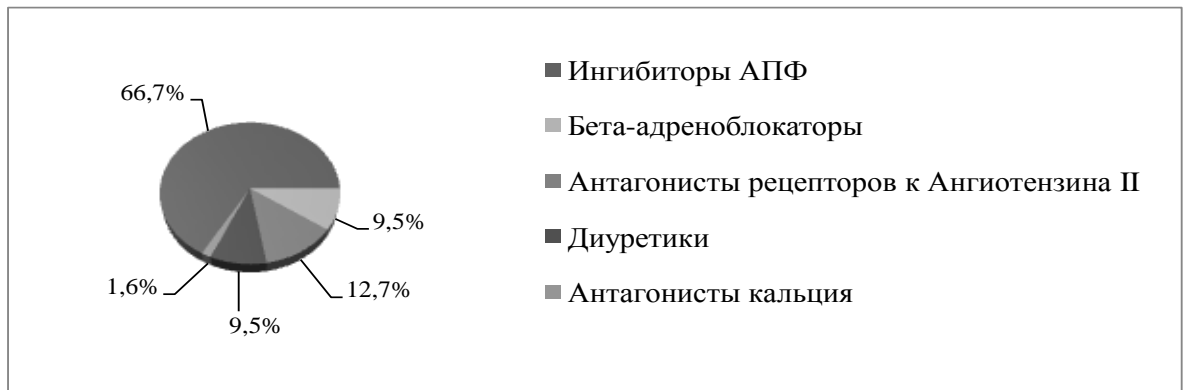 66,7%
9,5%
12,7%
9,5%
1,6%
Ингибиторы АПФ
Бета-адреноблокаторы
Антагонисты рецепторов к Ангиотензина II
Диуретики
Антагонисты кальция